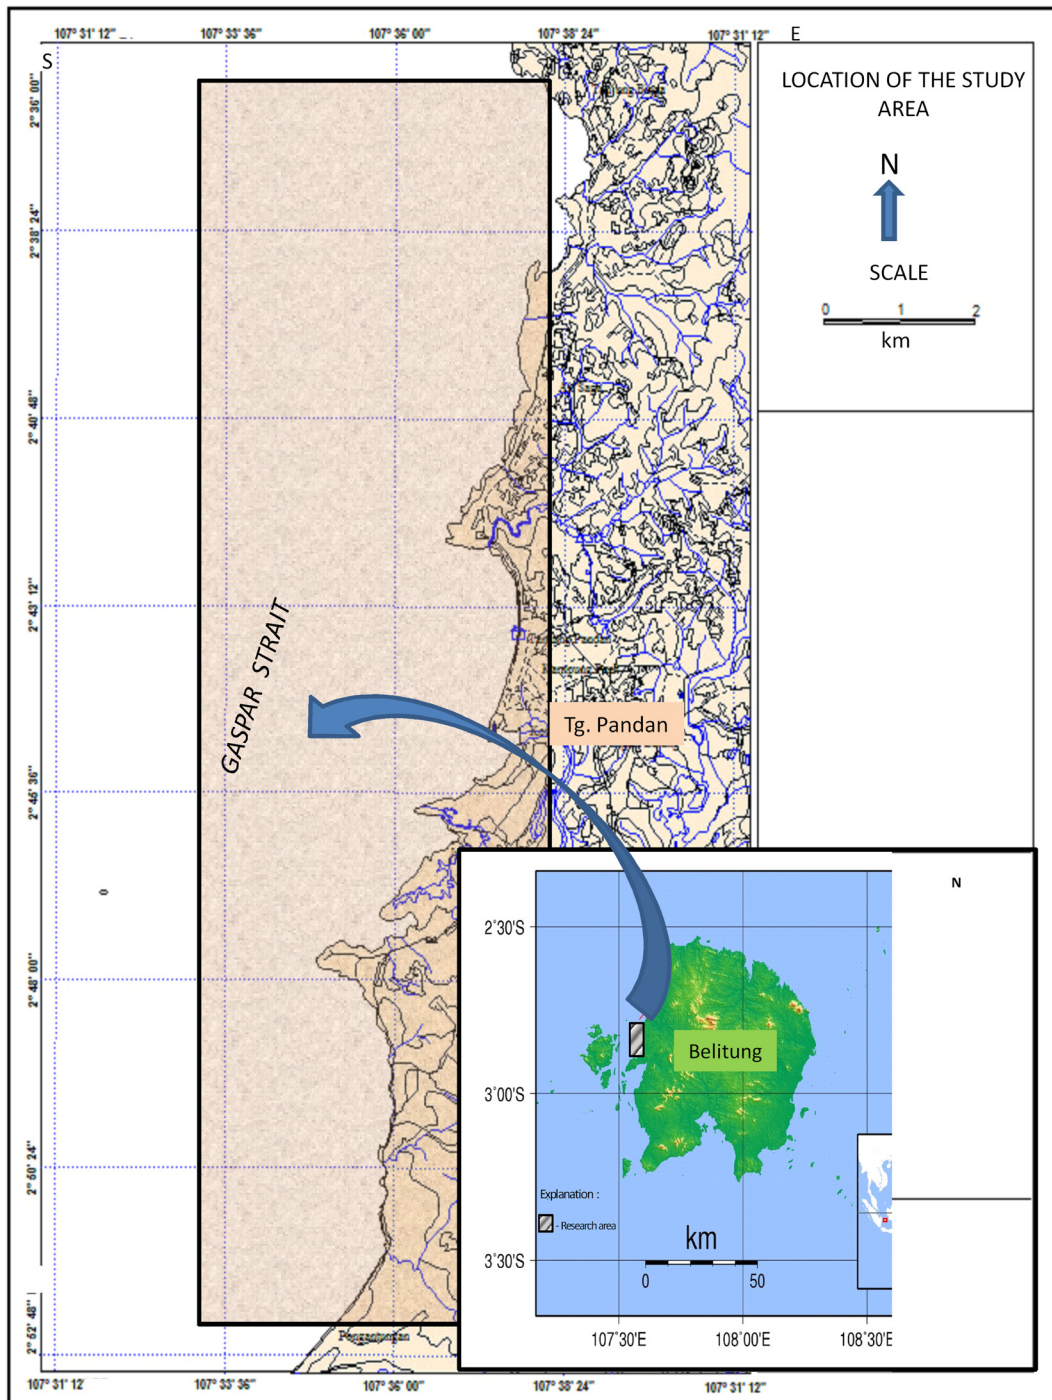 107° 31' 12"
107° 33' 36"
107° 36' 00"
107° 38' 24"
107° 31' 12"
E
S
2° 36' 00"
2° 38' 24"
2° 40' 48"
2° 43' 12"
2° 46' 36"
2° 48' 00"
2° 50' 24"
2° 52' 48"
LOCATION OF THE STUDY
AREA
N
SCALE
0 1 2
km
GASPAR STRAIT
Tg. Pandan
Pengantungan
0
107° 31' 12
107° 33' 36"
107° 36' 00"
107° 38' 24"
107° 31' 12"
N
2°30'S
3°00'S
3°30'S
Belitung
Explanation :
- Research area
km
0 50
107°30'E
108°00'E
108°30'E